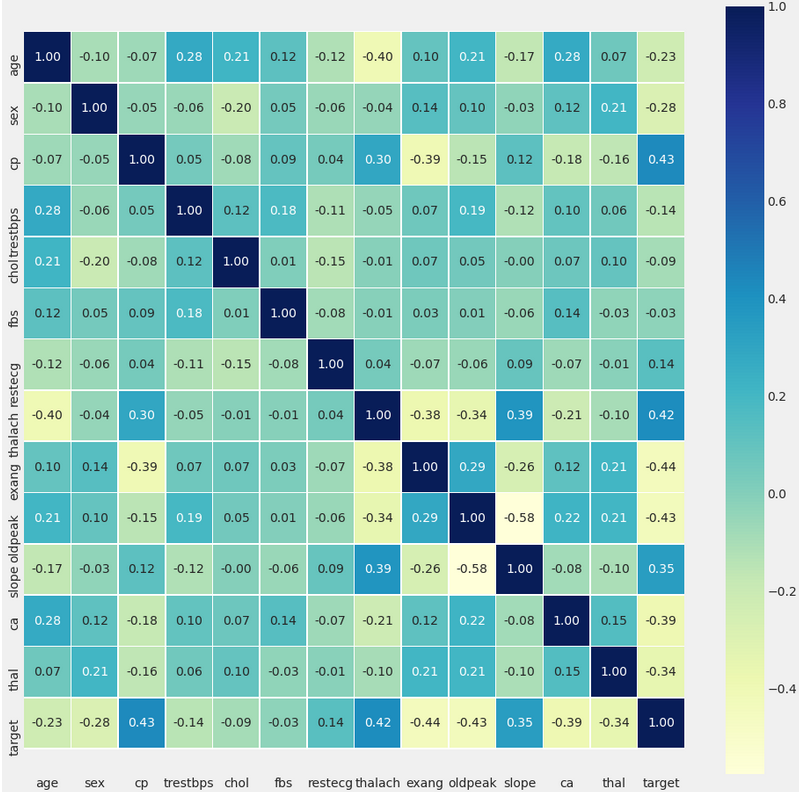 1.0
age 1.00 -0.10 -0.07 0.28 0.21 0.12 -0.12 -0.40 0.10 0.21 -0.17 0.28 0.07 -0.23
sex -0.10 1.00 -0.05 -0.06 -0.20 0.05 -0.06 -0.04 0.14 0.10 -0.03 0.12 0.21 -0.28
0.8
cp -0.07 -0.05 1.00 0.05 -0.08 0.09 0.04 0.30 -0.39 -0.15 0.12 -0.18 -0.16 0.43
0.6
trestbps 0.28 -0.06 0.05 1.00 0.12 0.18 -0.11 -0.05 0.07 0.19 -0.12 0.10 0.06 -0.14
chol 0.21 -0.20 -0.08 0.12 1.00 0.01 -0.15 -0.01 0.07 0.05 -0.00 0.07 0.10 -0.09
0.4
fbs 0.12 0.05 0.09 0.18 0.01 1.00 -0.08 -0.01 0.03 0.01 -0.06 0.14 -0.03 -0.03
restecg -0.12 -0.06 0.04 -0.11 -0.15 -0.08 1.00 0.04 -0.07 -0.06 0.09 -0.07 -0.01 0.14
0.2
thalach -0.40 -0.04 0.30 -0.05 -0.01 -0.01 0.04 1.00 -0.38 -0.34 0.39 -0.21 -0.10 0.42
exang 0.10 0.14 -0.39 0.07 0.07 0.03 -0.07 -0.38 1.00 0.29 -0.26 0.12 0.21 -0.44
0.0
oldpeak 0.21 0.10 -0.15 0.19 0.05 0.01 -0.06 -0.34 0.29 1.00 -0.58 0.22 0.21 -0.43
slope -0.17 -0.03 0.12 -0.12 -0.00 -0.06 0.09 0.39 -0.26 -0.58 1.00 -0.08 -0.10 0.35
−0.2
ca 0.28 0.12 -0.18 0.10 0.07 0.14 -0.07 -0.21 0.12 0.22 -0.08 1.00 0.15 -0.39
thal 0.07 0.21 -0.16 0.06 0.10 -0.03 -0.01 -0.10 0.21 0.21 -0.10 0.15 1.00 -0.34
−0.4
target -0.23 -0.28 0.43 -0.14 -0.09 -0.03 0.14 0.42 -0.44 -0.43 0.35 -0.39 -0.34 1.00
age sex cp trestbps chol fbs restecg thalach exang oldpeak slope ca thal target